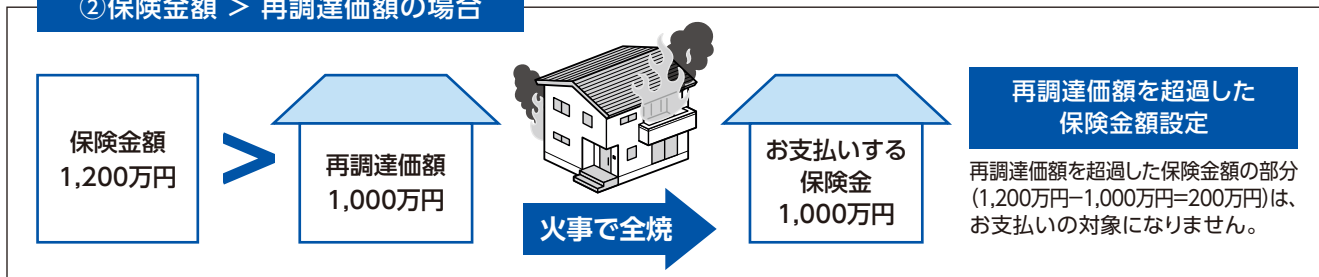 ②保険金額 > 再調達価額の場合
保険金額
1,200万円
>
再調達価額
1,000万円
火事で全焼
お支払いする
保険金
1,000万円
再調達価額を超過した
保険金額設定
再調達価額を超過した保険金額の部分
(1,200万円−1,000万円=200万円)は、
お支払いの対象になりません。